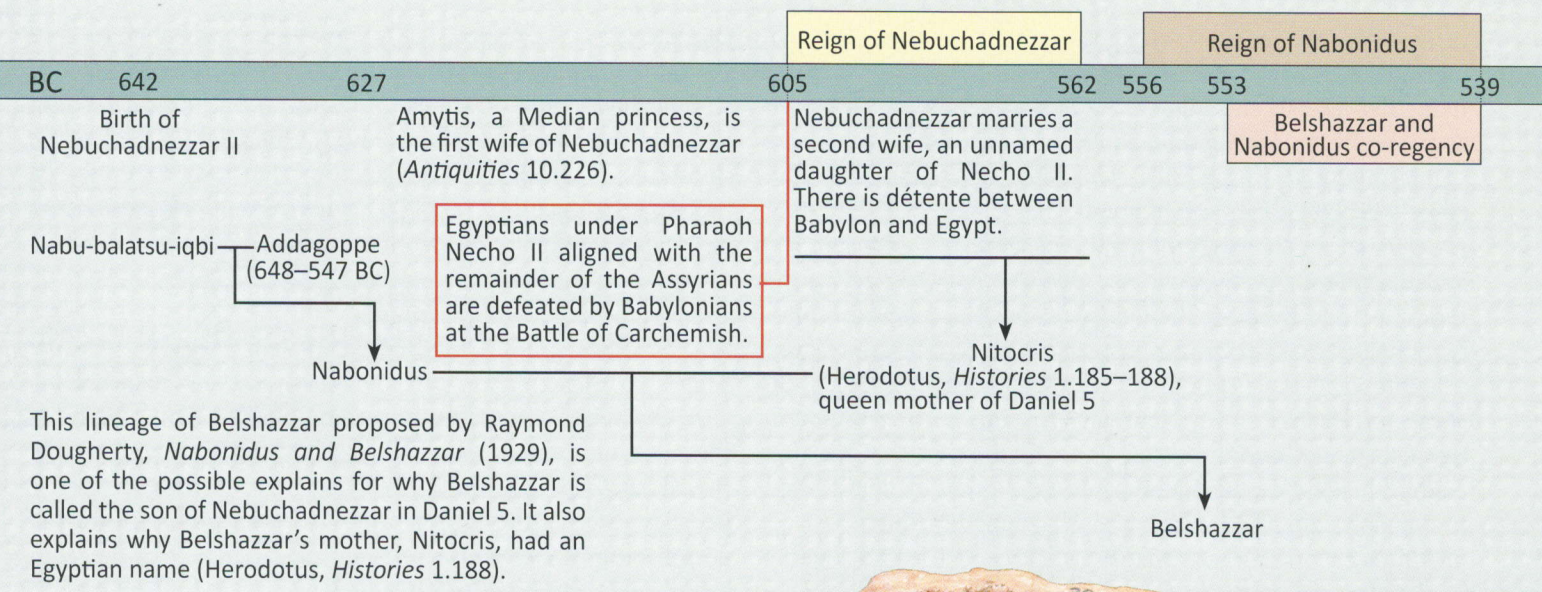 Reign of Nebuchadnezzar
Reign of Nabonidus
BC 642 627 605 562 556 553 539
Birth of
Nebuchadnezzar II
Amytis, a Median princess, is
the first wife of Nebuchadnezzar
(Antiquities 10.226).
Nebuchadnezzar marries a
second wife, an unnamed
daughter of Necho II.
There is détente between
Babylon and Egypt.
Belshazzar and
Nabonidus co-regency
Nabu-balatsu-iqbi
Addagoppe
(648–547 BC)
Egyptians under Pharaoh
Necho II aligned with the
remainder of the Assyrians
are defeated by Babylonians
at the Battle of Carchemish.
Nabonidus
Nitocris
(Herodotus, Histories 1.185–188),
queen mother of Daniel 5
This lineage of Belshazzar proposed by Raymond
Dougherty, Nabonidus and Belshazzar (1929), is
one of the possible explains for why Belshazzar is
called the son of Nebuchadnezzar in Daniel 5. It also
explains why Belshazzar's mother, Nitocris, had an
Egyptian name (Herodotus, Histories 1.188).
Belshazzar